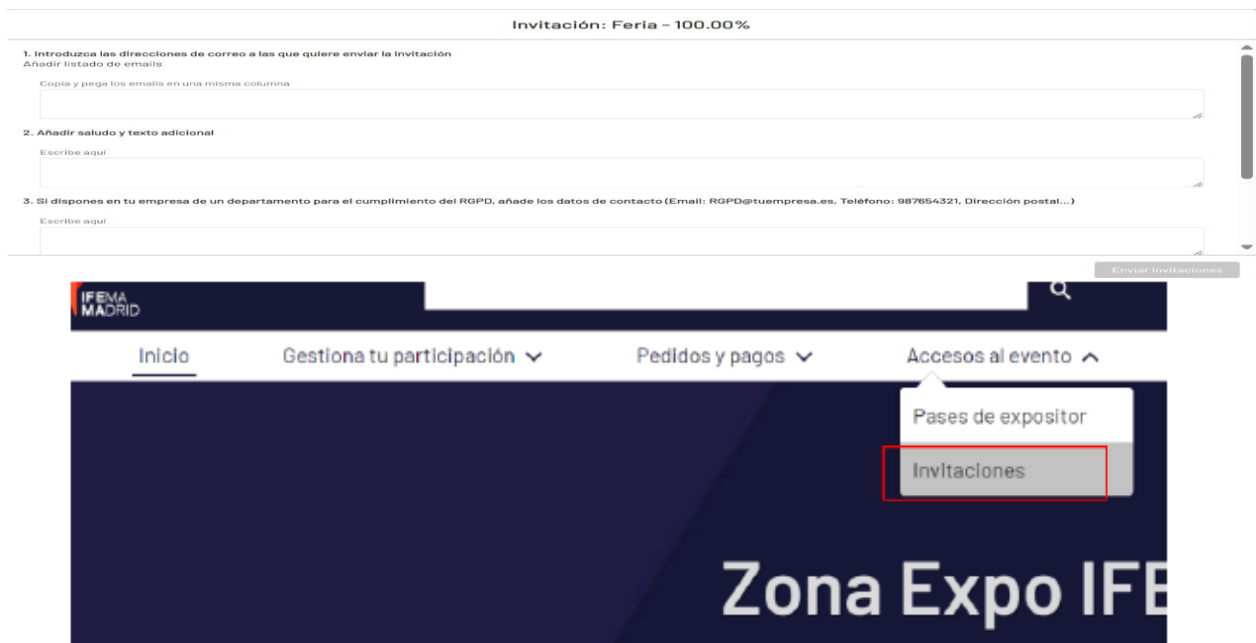 Invitación: Feria - 100.00%
1. Introduzca las direcciones de correo a las que quiere enviar la invitación
Añadir listado de emails
Copia y pega los emails en una misma columna
2. Añadir saludo y texto adicional
Escribe aquí
3. Si dispones en tu empresa de un departamento para el cumplimiento del RGPD, añade los datos de contacto (Email: RGPD@tuempresa.es, Teléfono: 987654321, Dirección postal...)
Escribe aquí
Enviar invitaciones
IFEMA
MADRID
Inicio Gestiona tu participación Pedidos y pagos Accesos al evento
Pases de expositor
Invitaciones
Zona Expo IFE